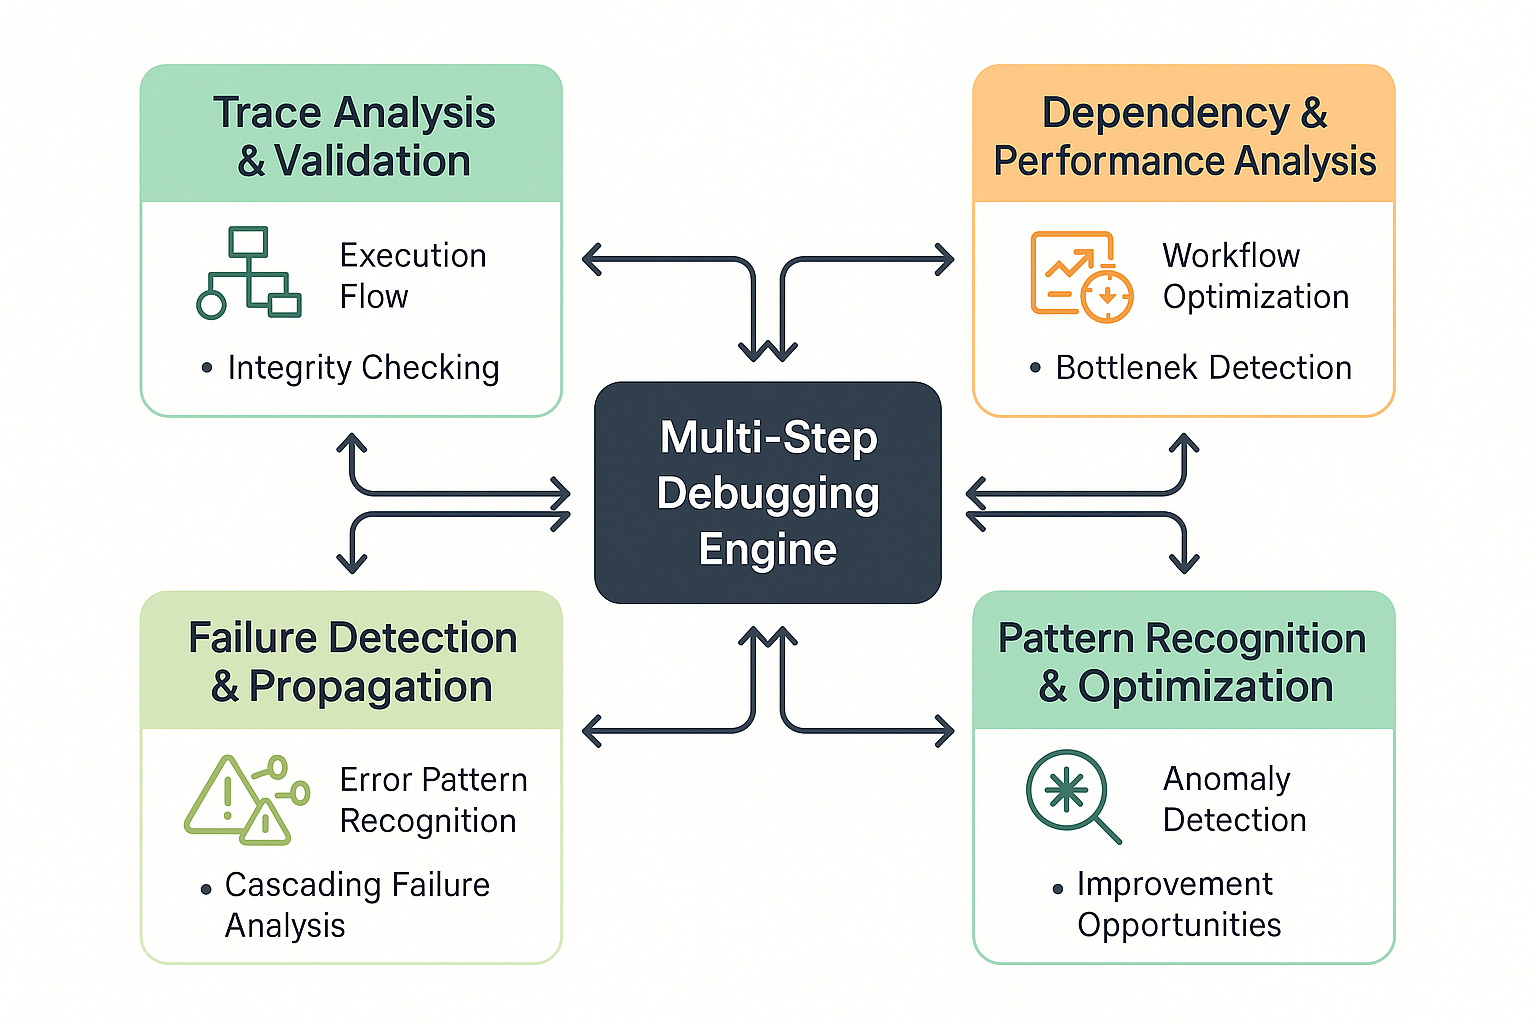 Trace Analysis
& Validation
Execution
Flow
• Integrity Checking
Dependency &
Performance Analysis
Workflow
Optimization
• Bottlenek Detection
Multi-Step
Debugging
Engine
Failure Detection
& Propagation
Error Pattern
Recognition
• Cascading Failure
Analysis
Pattern Recognition
& Optimization
Anomaly
Detection
• Improvement
Opportunities